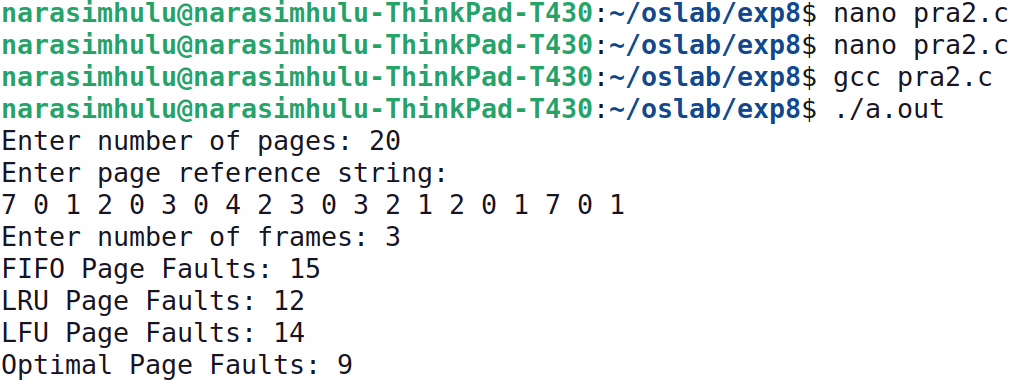 narasimhulu@narasimhulu-ThinkPad-T430:~/oslab/exp8$ nano pra2.c
narasimhulu@narasimhulu-ThinkPad-T430:~/oslab/exp8$ nano pra2.c
narasimhulu@narasimhulu-ThinkPad-T430:~/oslab/exp8$ gcc pra2.c
narasimhulu@narasimhulu-ThinkPad-T430:~/oslab/exp8$ ./a.out
Enter number of pages: 20
Enter page reference string:
7 0 1 2 0 3 0 4 2 3 0 3 2 1 2 0 1 7 0 1
Enter number of frames: 3
FIFO Page Faults: 15
LRU Page Faults: 12
LFU Page Faults: 14
Optimal Page Faults: 9